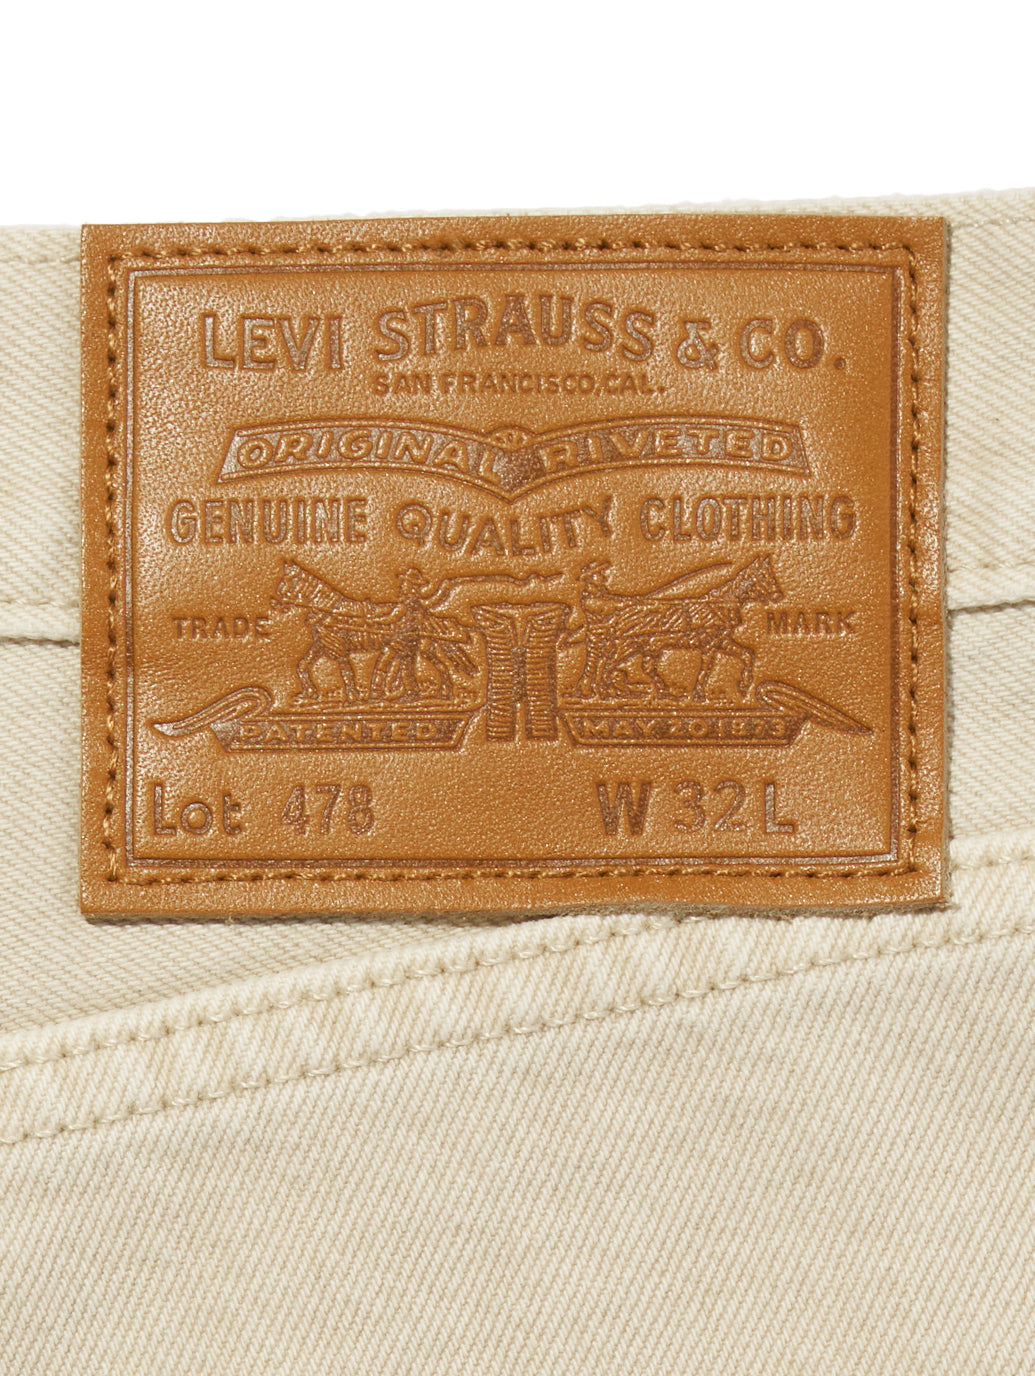 LEVI STRAUSS & CO.
SAN FRANCISCO, CAL.
ORIGINAL RIVETED
GENUINE QUALITY CLOTHING
TRADE MARK
PATENTED MAY 20 1873
Lot 478 W 32 L